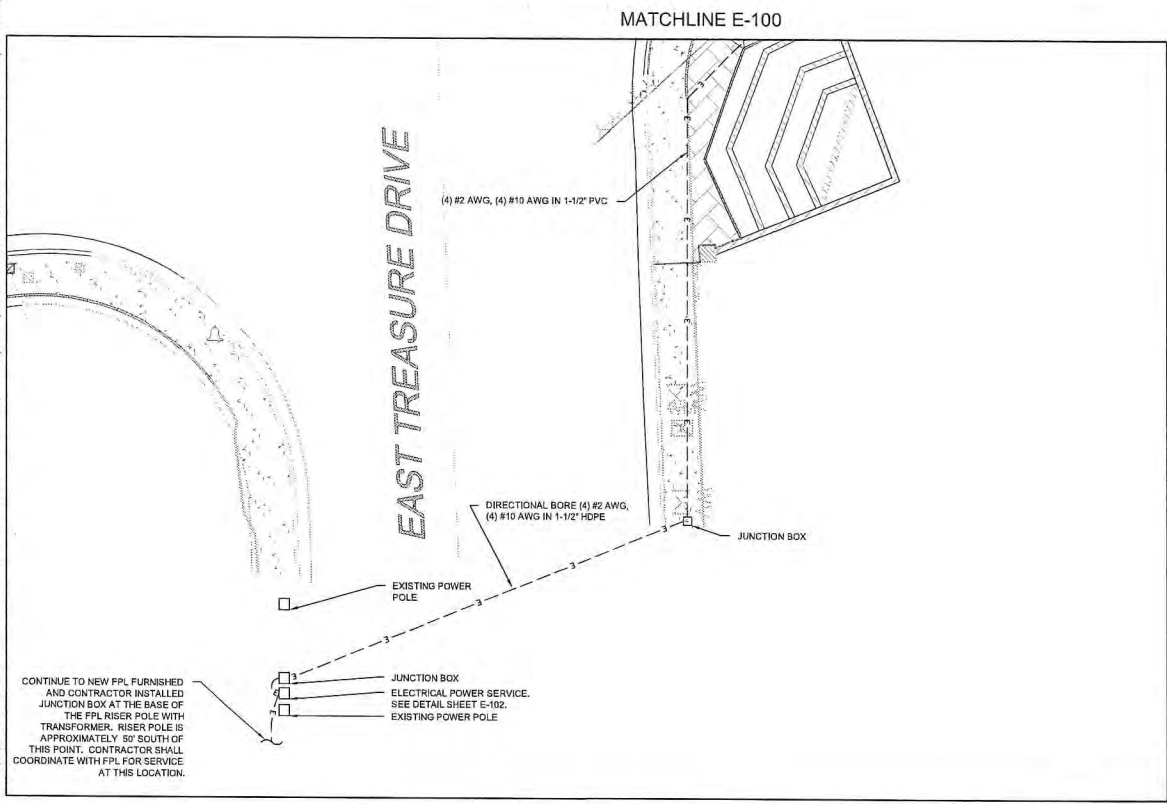 MATCHLINE E-100
EAST TREASURE DRIVE
(4) #2 AWG, (4) #10 AWG IN 1-1/2" PVC
DIRECTIONAL BORE (4) #2 AWG,
(4) #10 AWG IN 1-1/2" HDPE
JUNCTION BOX
EXISTING POWER
POLE
JUNCTION BOX
ELECTRICAL POWER SERVICE.
SEE DETAIL SHEET E-102.
EXISTING POWER POLE
CONTINUE TO NEW FPL FURNISHED
AND CONTRACTOR INSTALLED
JUNCTION BOX AT THE BASE OF
THE FPL RISER POLE WITH
TRANSFORMER. RISER POLE IS
APPROXIMATELY 50' SOUTH OF
THIS POINT. CONTRACTOR SHALL
COORDINATE WITH FPL FOR SERVICE
AT THIS LOCATION.
E
E
E
E
E
E
E
E
E
E
E